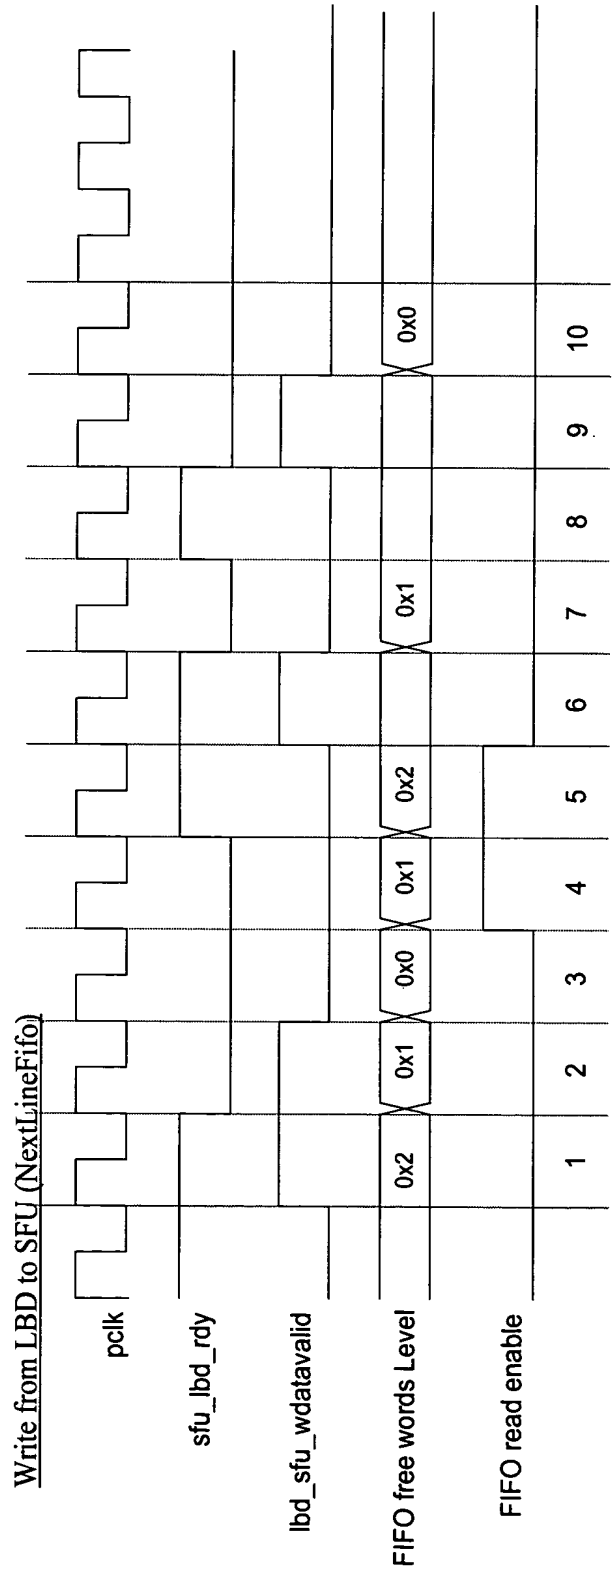 Write from LBD to SFU (NextLineFifo)
pclk
sfu_lbd_rdy
lbd_sfu_wdatavalid
FIFO free words Level
0x2
0x1
0x0
0x1
0x2
0x1
0x0
FIFO read enable
1
2
3
4
5
6
7
8
9
10